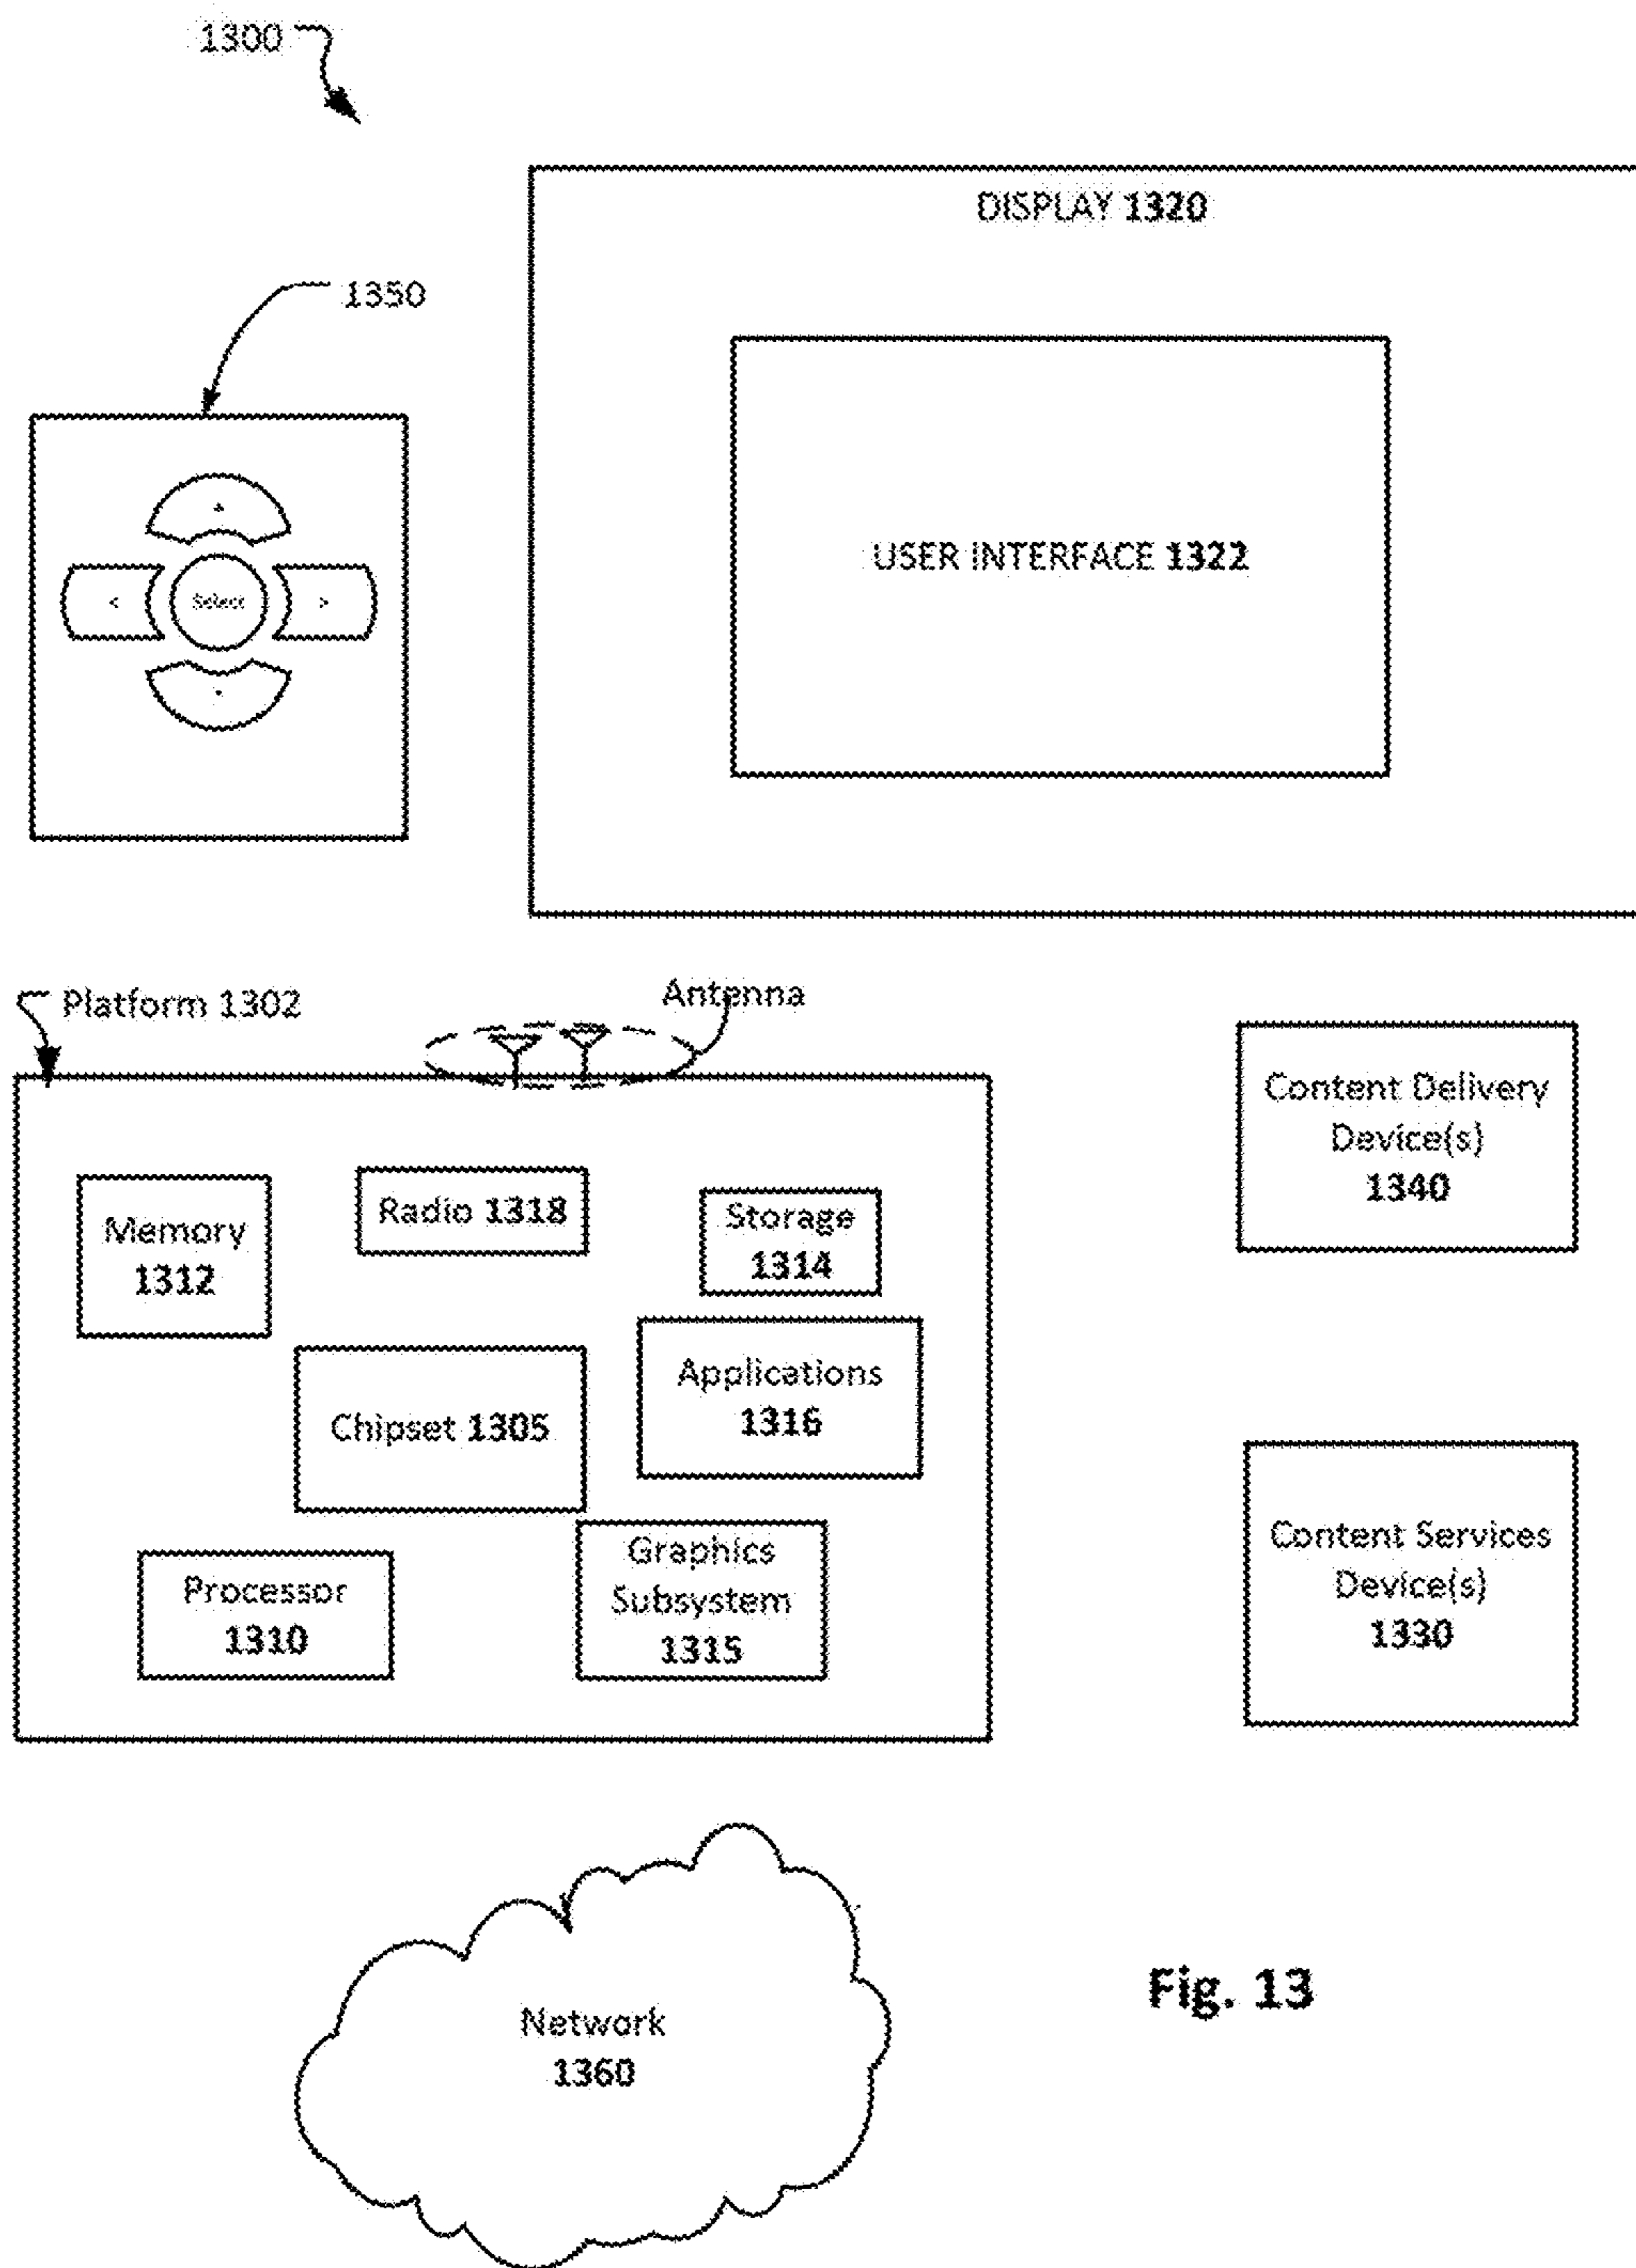 1300
DISPLAY 1320
1350
USER INTERFACE 1322
<
Select
>
Platform 1302
Antenna
Memory
1312
Radio 1318
Storage
1314
Chipset 1305
Applications
1316
Processor
1310
Graphics
Subsystem
1315
Content Delivery
Device(s)
1340
Content Services
Device(s)
1330
Network
1360
Fig. 13